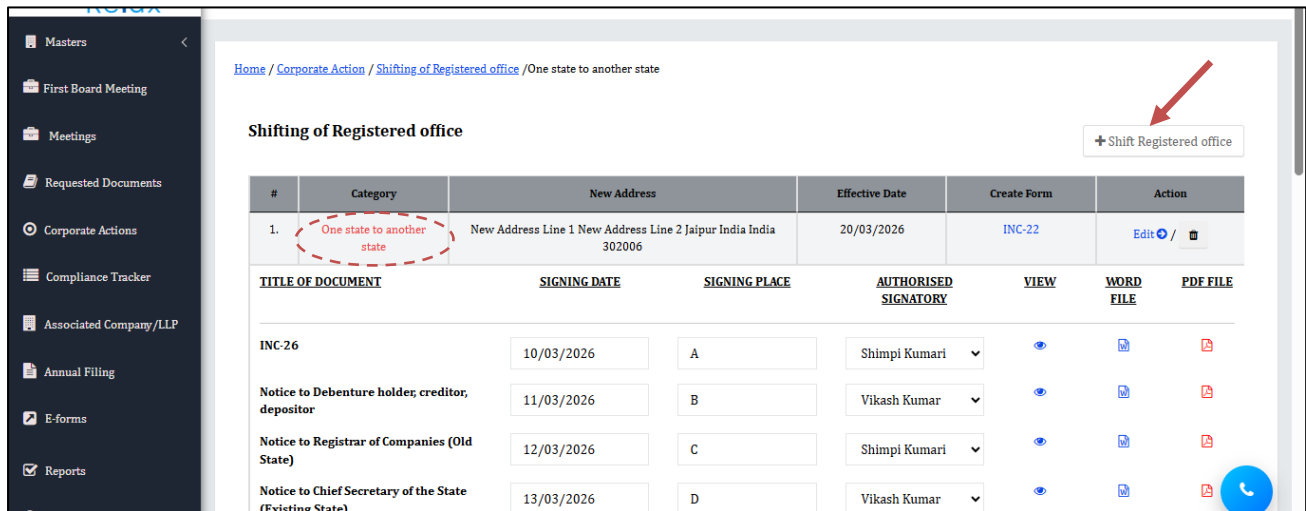 Masters
First Board Meeting
Meetings
Requested Documents
Corporate Actions
Compliance Tracker
Associated Company/LLP
Annual Filing
E-forms
Reports
Home / Corporate Action / Shifting of Registered office /One state to another state
Shifting of Registered office
+ Shift Registered office
# Category New Address Effective Date Create Form Action
1. One state to another state New Address Line 1 New Address Line 2 Jaipur India India 302006 20/03/2026 INC-22 Edit /
TITLE OF DOCUMENT SIGNING DATE SIGNING PLACE AUTHORISED SIGNATORY VIEW WORD FILE PDF FILE
INC-26 10/03/2026 A Shimpi Kumari
Notice to Debenture holder, creditor, depositor 11/03/2026 B Vikash Kumar
Notice to Registrar of Companies (Old State) 12/03/2026 C Shimpi Kumari
Notice to Chief Secretary of the State (Existing State) 13/03/2026 D Vikash Kumar